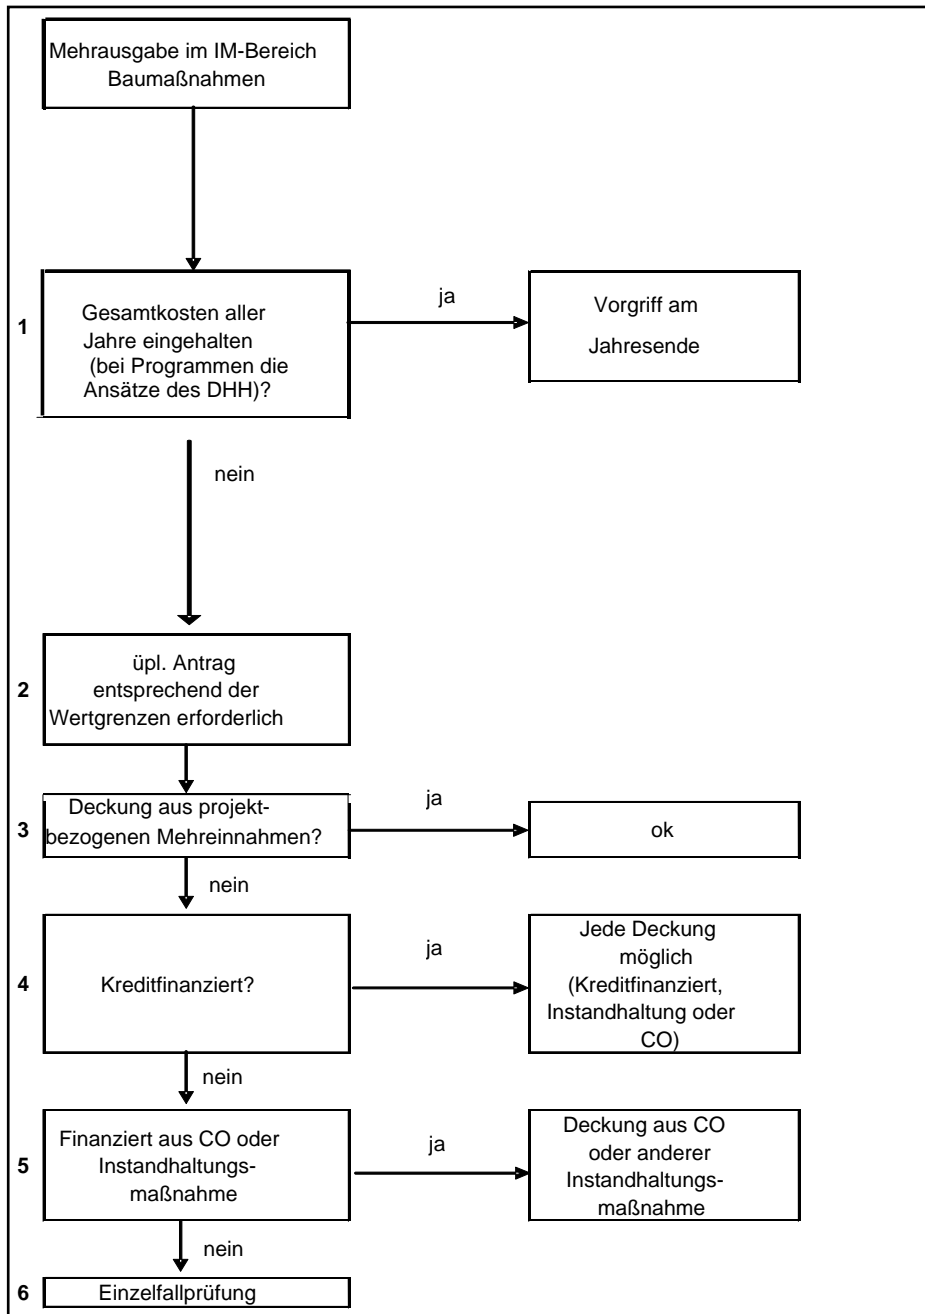 Mehrausgabe im IM-Bereich
Baumaßnahmen
1
Gesamtkosten aller
Jahre eingehalten
(bei Programmen die
Ansätze des DHH)?
ja
Vorgriff am
Jahresende
nein
2
üpl. Antrag
entsprechend der
Wertgrenzen erforderlich
3
Deckung aus projekt-
bezogenen Mehreinnahmen?
ja
ok
nein
4
Kreditfinanziert?
ja
Jede Deckung
möglich
(Kreditfinanziert,
Instandhaltung oder
CO)
nein
5
Finanziert aus CO oder
Instandhaltungs-
maßnahme
ja
Deckung aus CO
oder anderer
Instandhaltungs-
maßnahme
nein
6
Einzelfallprüfung